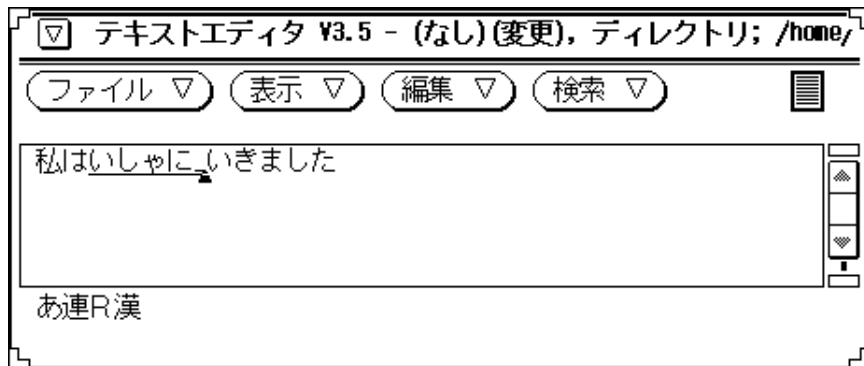 テキストエディタ V3.5 - (なし)(変更), ディレクトリ; /home/
ファイル 表示 編集 検索
私はいしゃに いきました
あ連R漢